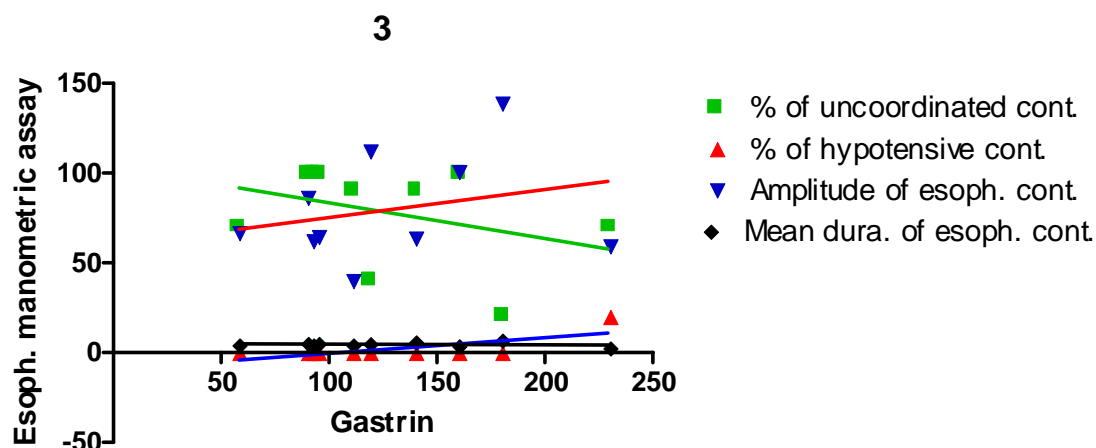 3
Esoph. manometric assay
150
100
50
0
-50
50 100 150 200 250
Gastrin
% of uncoordinated cont.
% of hypotensive cont.
Amplitude of esoph. cont.
Mean dura. of esoph. cont.